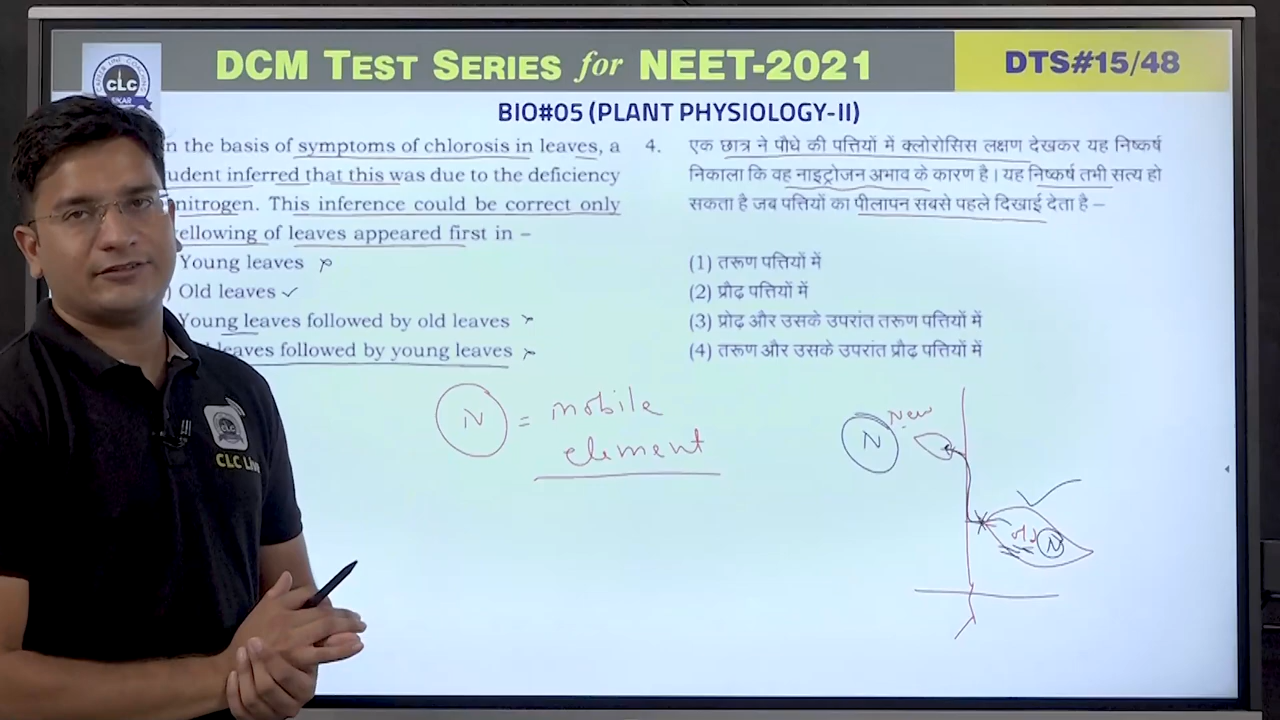 DCM TEST SERIES for NEET-2021
DTS#15/48
CLC
SIKAR
BIO#05 (PLANT PHYSIOLOGY-II)
n the basis of symptoms of chlorosis in leaves, a
udent inferred that this was due to the deficiency
nitrogen. This inference could be correct only
ellowing of leaves appeared first in –
Young leaves
) Old leaves
Young leaves followed by old leaves
leaves followed by young leaves
4. एक छात्र ने पौधे की पत्तियों में क्लोरोसिस लक्षण देखकर यह निष्कर्ष
निकाला कि वह नाइट्रोजन अभाव के कारण है। यह निष्कर्ष तभी सत्य हो
सकता है जब पत्तियों का पीलापन सबसे पहले दिखाई देता है –
(1) तरूण पत्तियों में
(2) प्रौढ़ पत्तियों में
(3) प्रोढ़ और उसके उपरांत तरूण पत्तियों में
(4) तरूण और उसके उपरांत प्रौढ़ पत्तियों में
N = mobile
element
New
N
old N
CLC Live